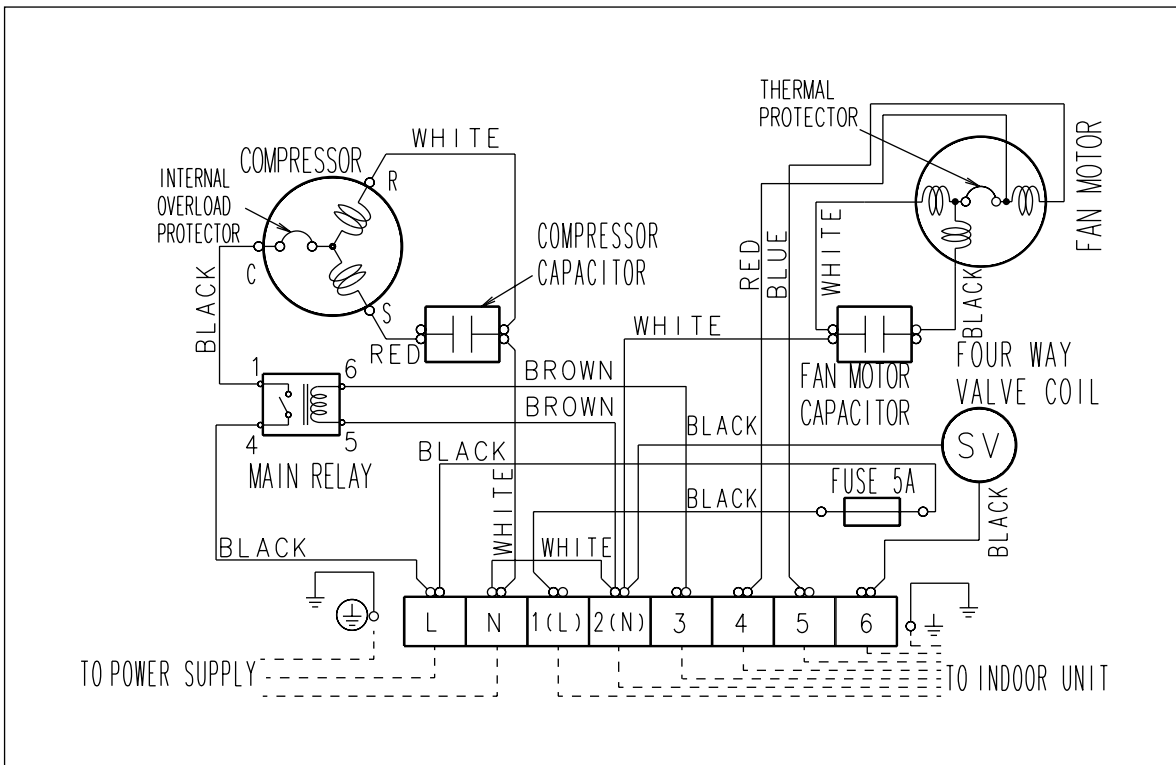 THERMAL
PROTECTOR
WHITE
COMPRESSOR
R
INTERNAL
OVERLOAD
PROTECTOR
FAN MOTOR
COMPRESSOR
CAPACITOR
C
S
BLACK
RED
RED
BLUE
WHITE
BLACK
WHITE
1
6
BROWN
BROWN
4
5
MAIN RELAY
FAN MOTOR
CAPACITOR
FOUR WAY
VALVE COIL
SV
BLACK
BLACK
FUSE 5A
BLACK
WHITE
WHITE
BLACK
BLACK
L
N
1(L)
2(N)
3
4
5
6
TO POWER SUPPLY
TO INDOOR UNIT